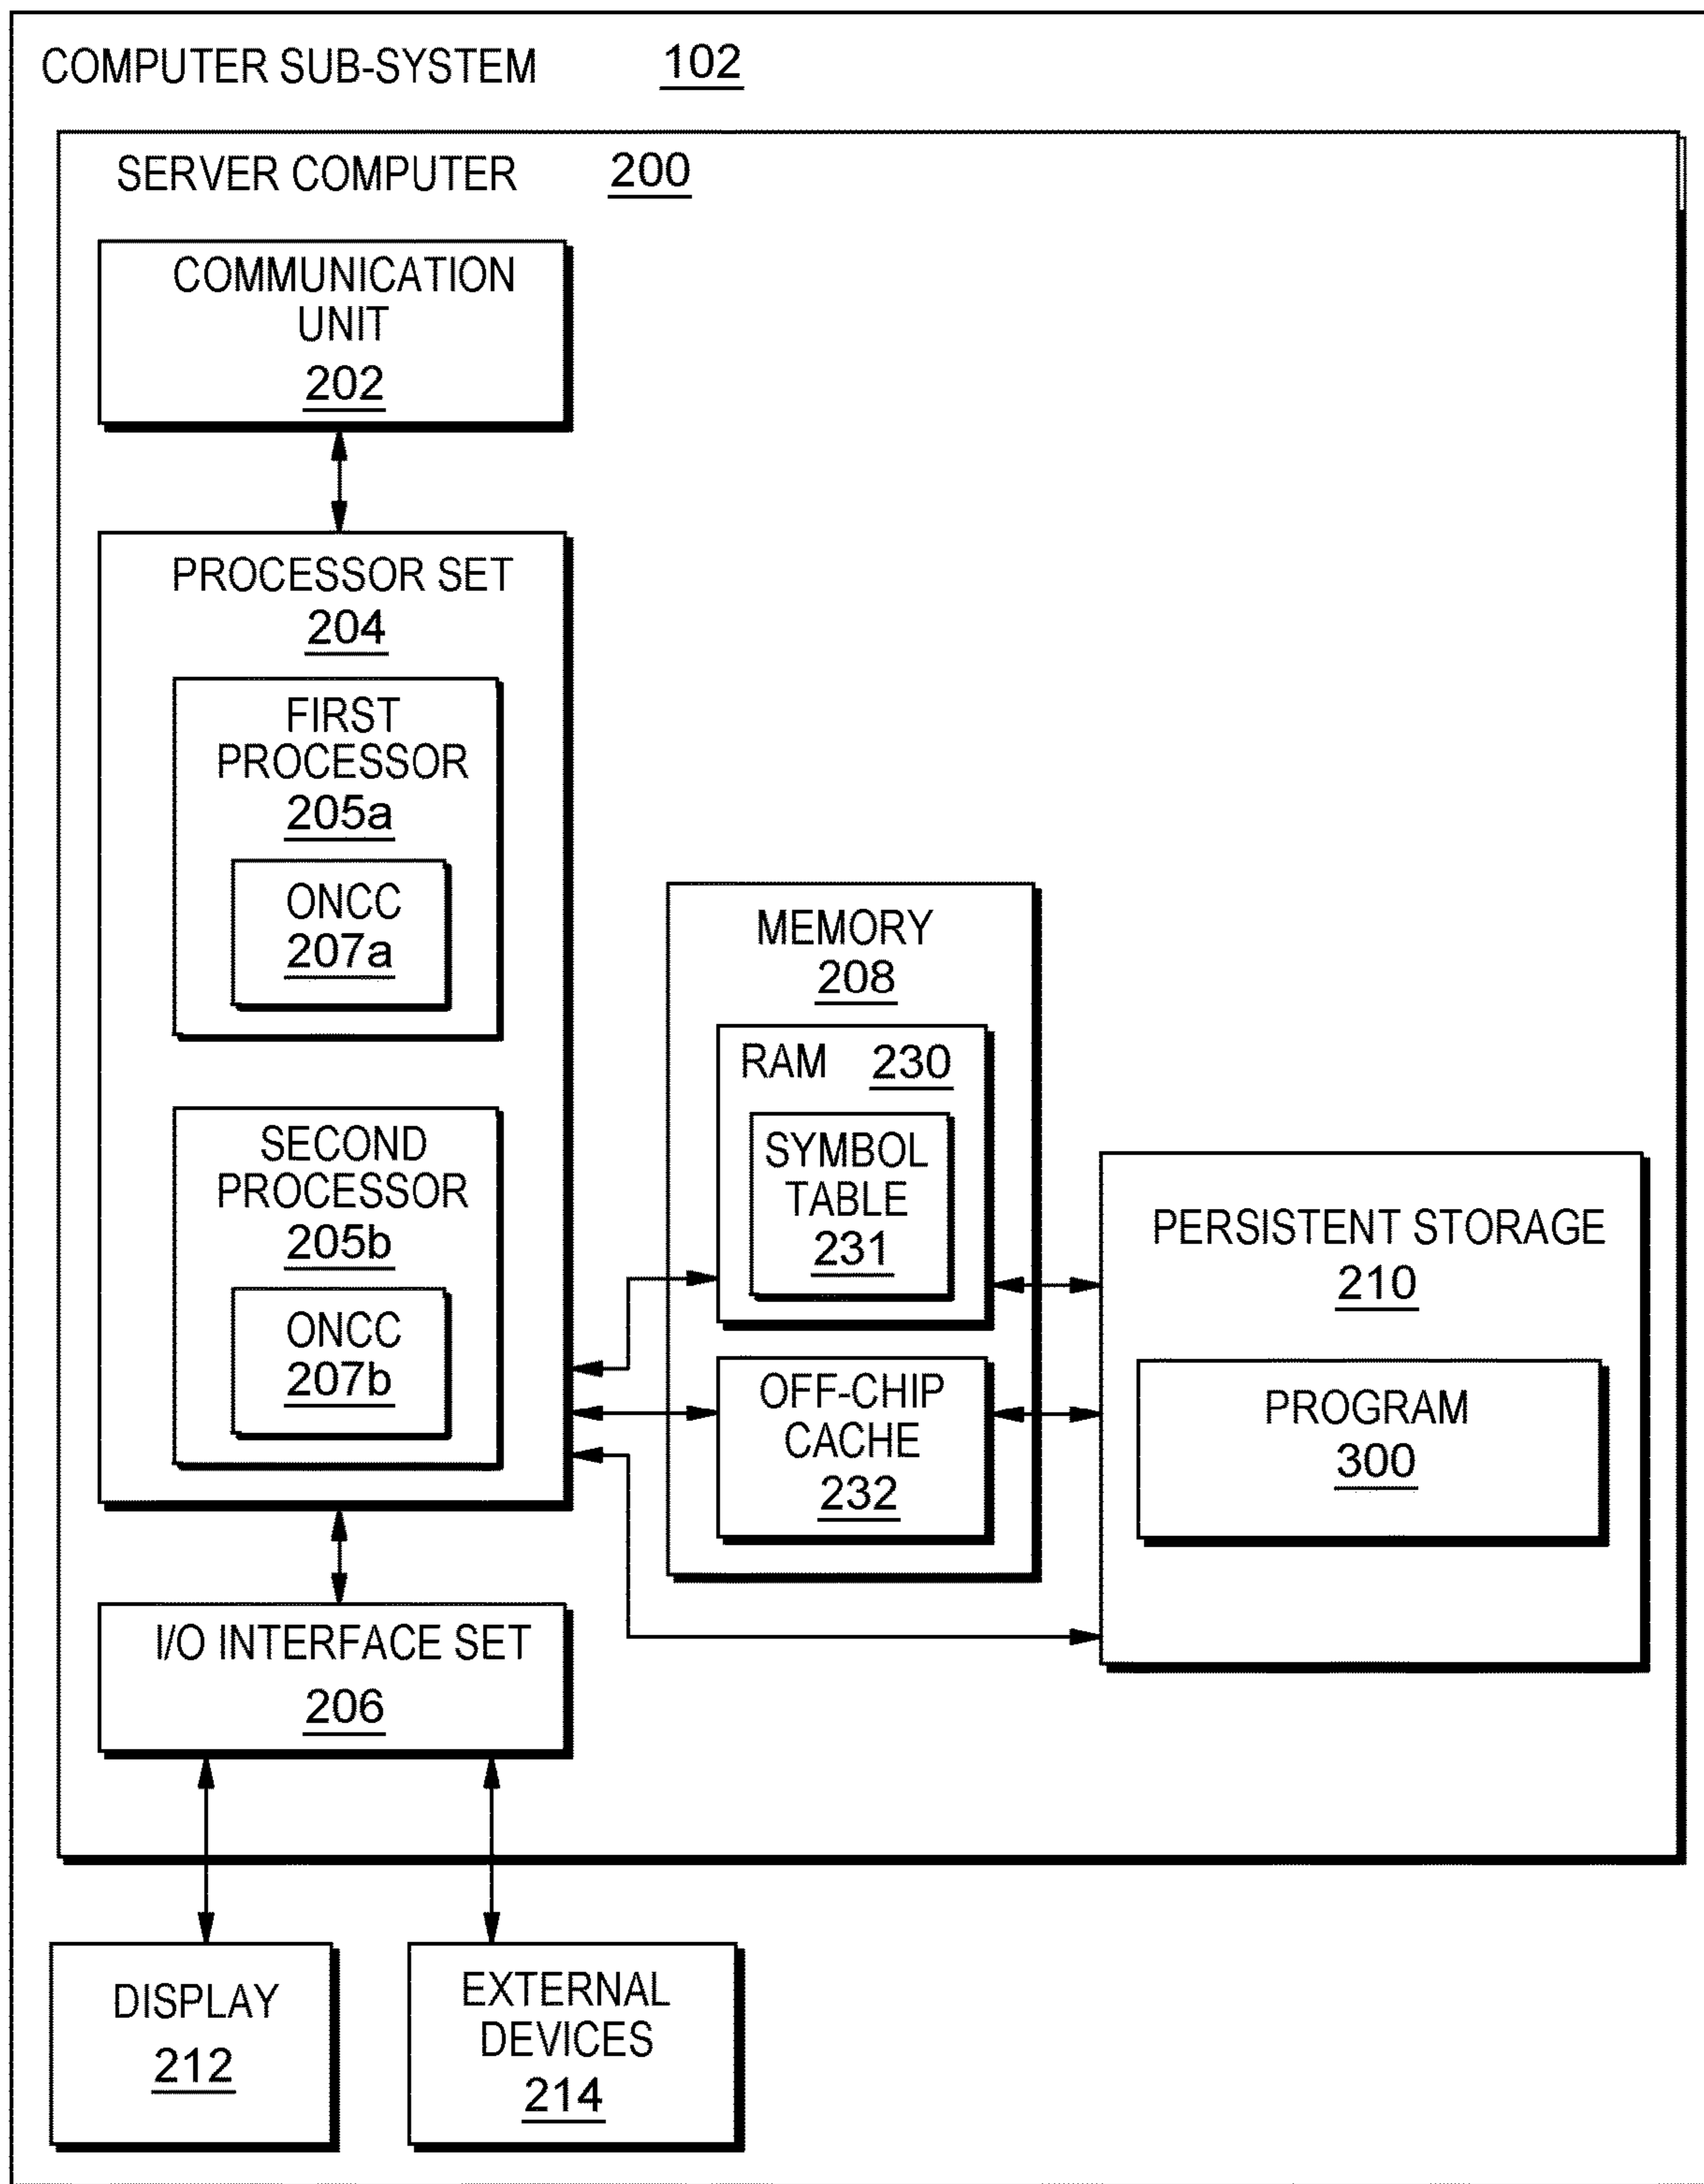 COMPUTER SUB-SYSTEM 102
SERVER COMPUTER 200
COMMUNICATION
UNIT
202
PROCESSOR SET
204
FIRST
PROCESSOR
205a
ONCC
207a
SECOND
PROCESSOR
205b
ONCC
207b
MEMORY
208
RAM 230
SYMBOL
TABLE
231
OFF-CHIP
CACHE
232
PERSISTENT STORAGE
210
PROGRAM
300
I/O INTERFACE SET
206
DISPLAY
212
EXTERNAL
DEVICES
214